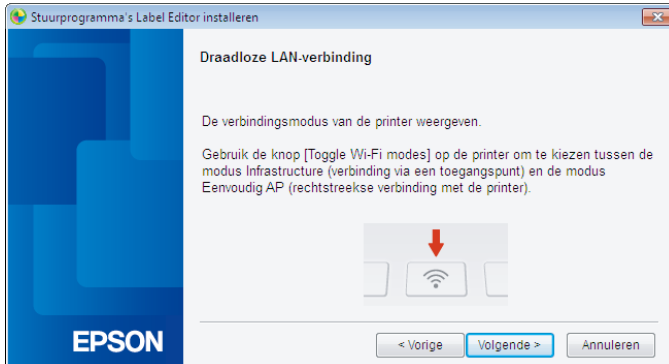 Stuurprogramma's Label Editor installeren
Draadloze LAN-verbinding
De verbindingsmodus van de printer weergeven.
Gebruik de knop [Toggle Wi-Fi modes] op de printer om te kiezen tussen de
modus Infrastructure (verbinding via een toegangspunt) en de modus
Eenvoudig AP (rechtstreekse verbinding met de printer).
EPSON
< Vorige
Volgende >
Annuleren